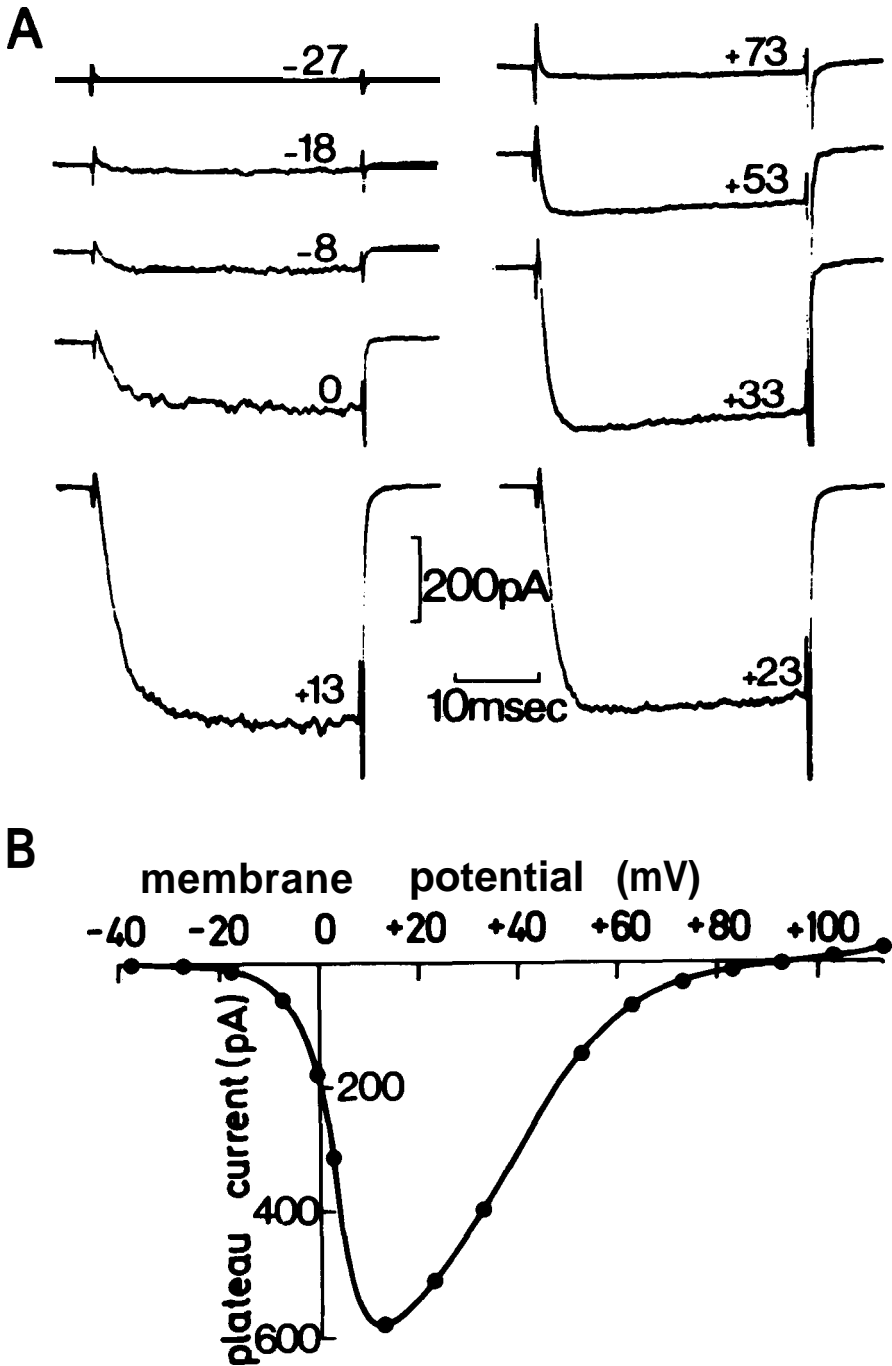 A
-27
-18
-8
0
+13
+73
+53
+33
+23
200pA
10msec
B
membrane potential (mV)
-40 -20 0 +20 +40 +60 +80 +100
200
400
600
plateau current (pA)